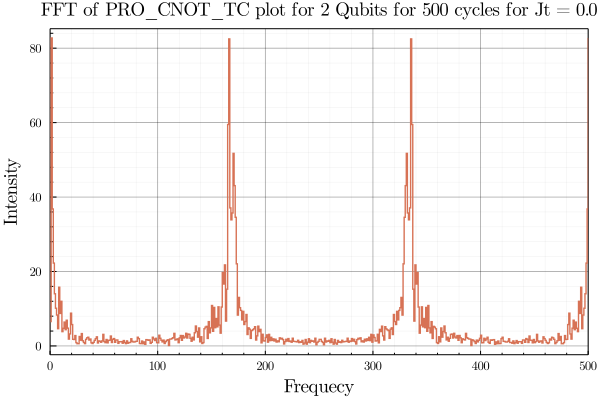 FFT of PRO_CNOT_TC plot for 2 Qubits for 500 cycles for Jt = 0.0
80
60
40
20
0
Intensity
0 100 200 300 400 500
Frequecy